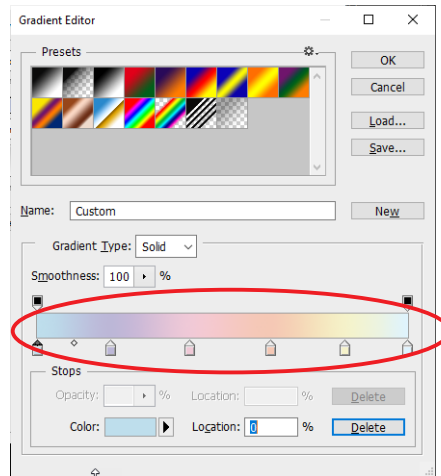 Gradient Editor
Presets
OK
Cancel
Load...
Save...
Name: Custom
New
Gradient Type: Solid
Smoothness: 100 %
Stops
Opacity: % Location: % Delete
Color: Location: 0 % Delete